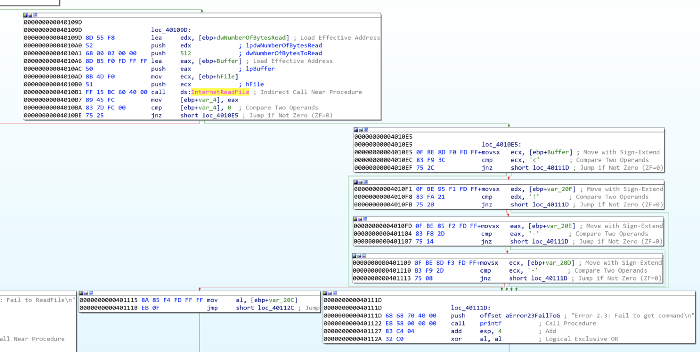 000000000040109D
000000000040109D                 loc_40109D:
000000000040109D 8D 55 F8 lea edx, [ebp+dwNumberOfBytesRead] ; Load Effective Address
00000000004010A0 52 push edx ; lpdwNumberOfBytesRead
00000000004010A1 68 00 02 00 00 push 512 ; dwNumberOfBytesToRead
00000000004010A6 8D 85 F0 FD FF FF lea eax, [ebp+Buffer] ; Load Effective Address
00000000004010AC 50 push eax ; lpBuffer
00000000004010AD 8B 4D F0 mov ecx, [ebp+hFile]
00000000004010B0 51 push ecx ; hFile
00000000004010B1 FF 15 BC 60 40 00 call ds:InternetReadFile ; Indirect Call Near Procedure
00000000004010B7 89 45 FC mov [ebp+var_4], eax
00000000004010BA 83 7D FC 00 cmp [ebp+var_4], 0 ; Compare Two Operands
00000000004010BE 75 25 jnz short loc_4010E5 ; Jump if Not Zero (ZF=0)
00000000004010E5
00000000004010E5 loc_4010E5:
00000000004010E5 0F BE 8D F0 FD FF+movsx ecx, [ebp+Buffer] ; Move with Sign-Extend
00000000004010EC 83 F9 3C cmp ecx, '<' ; Compare Two Operands
00000000004010EF 75 2C jnz short loc_40111D ; Jump if Not Zero (ZF=0)
00000000004010F1 0F BE 95 F1 FD FF+movsx edx, [ebp+var_20F] ; Move with Sign-Extend
00000000004010F8 83 FA 21 cmp edx, '!' ; Compare Two Operands
00000000004010FB 75 20 jnz short loc_40111D ; Jump if Not Zero (ZF=0)
00000000004010FD 0F BE 85 F2 FD FF+movsx eax, [ebp+var_20E] ; Move with Sign-Extend
0000000000401104 83 F8 2D cmp eax, '-' ; Compare Two Operands
0000000000401107 75 14 jnz short loc_40111D ; Jump if Not Zero (ZF=0)
0000000000401109 0F BE 8D F3 FD FF+movsx ecx, [ebp+var_20D] ; Move with Sign-Extend
0000000000401110 83 F9 2D cmp ecx, '-' ; Compare Two Operands
0000000000401113 75 08 jnz short loc_40111D ; Jump if Not Zero (ZF=0)
: Fail to ReadFile\n"
all Near Procedure
0000000000401115 8A 85 F4 FD FF FF mov al, [ebp+var_20C]
000000000040111B EB 0F jmp short loc_40112C ; Jump
000000000040111D
000000000040111D loc_40111D:
000000000040111D 68 68 70 40 00 push offset aError23FailToG ; "Error 2.3: Fail to get command\n"
0000000000401122 E8 58 00 00 00 call printf ; Call Procedure
0000000000401127 83 C4 04 add esp, 4 ; Add
000000000040112A 32 C0 xor al, al ; Logical Exclusive OR